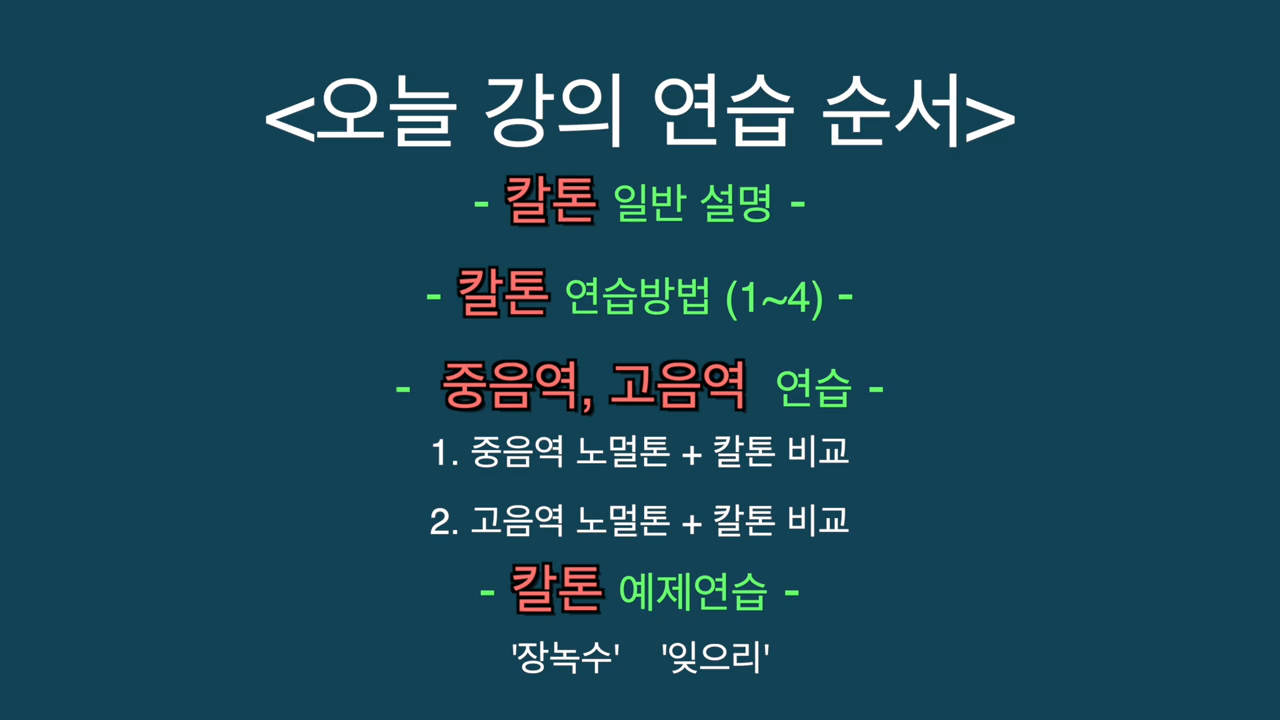 <오늘 강의 연습 순서>
- 칼톤 일반 설명 -
- 칼톤 연습방법 (1~4) -
- 중음역, 고음역 연습 -
1. 중음역 노멀톤 + 칼톤 비교
2. 고음역 노멀톤 + 칼톤 비교
- 칼톤 예제연습 -
'장녹수' '잊으리'